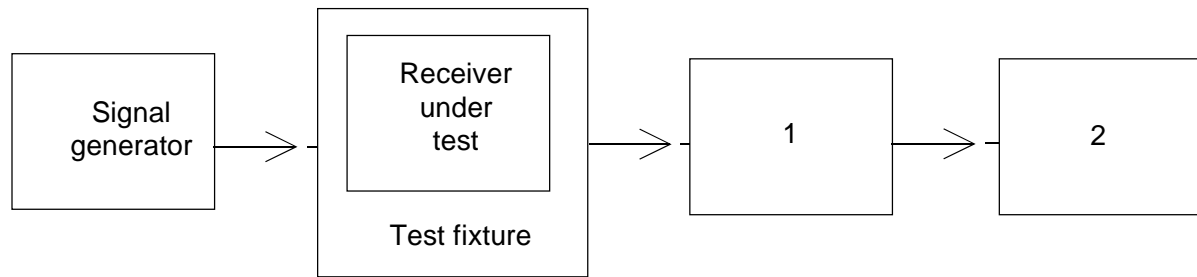 Signal
generator
Receiver
under
test
Test fixture
1
2